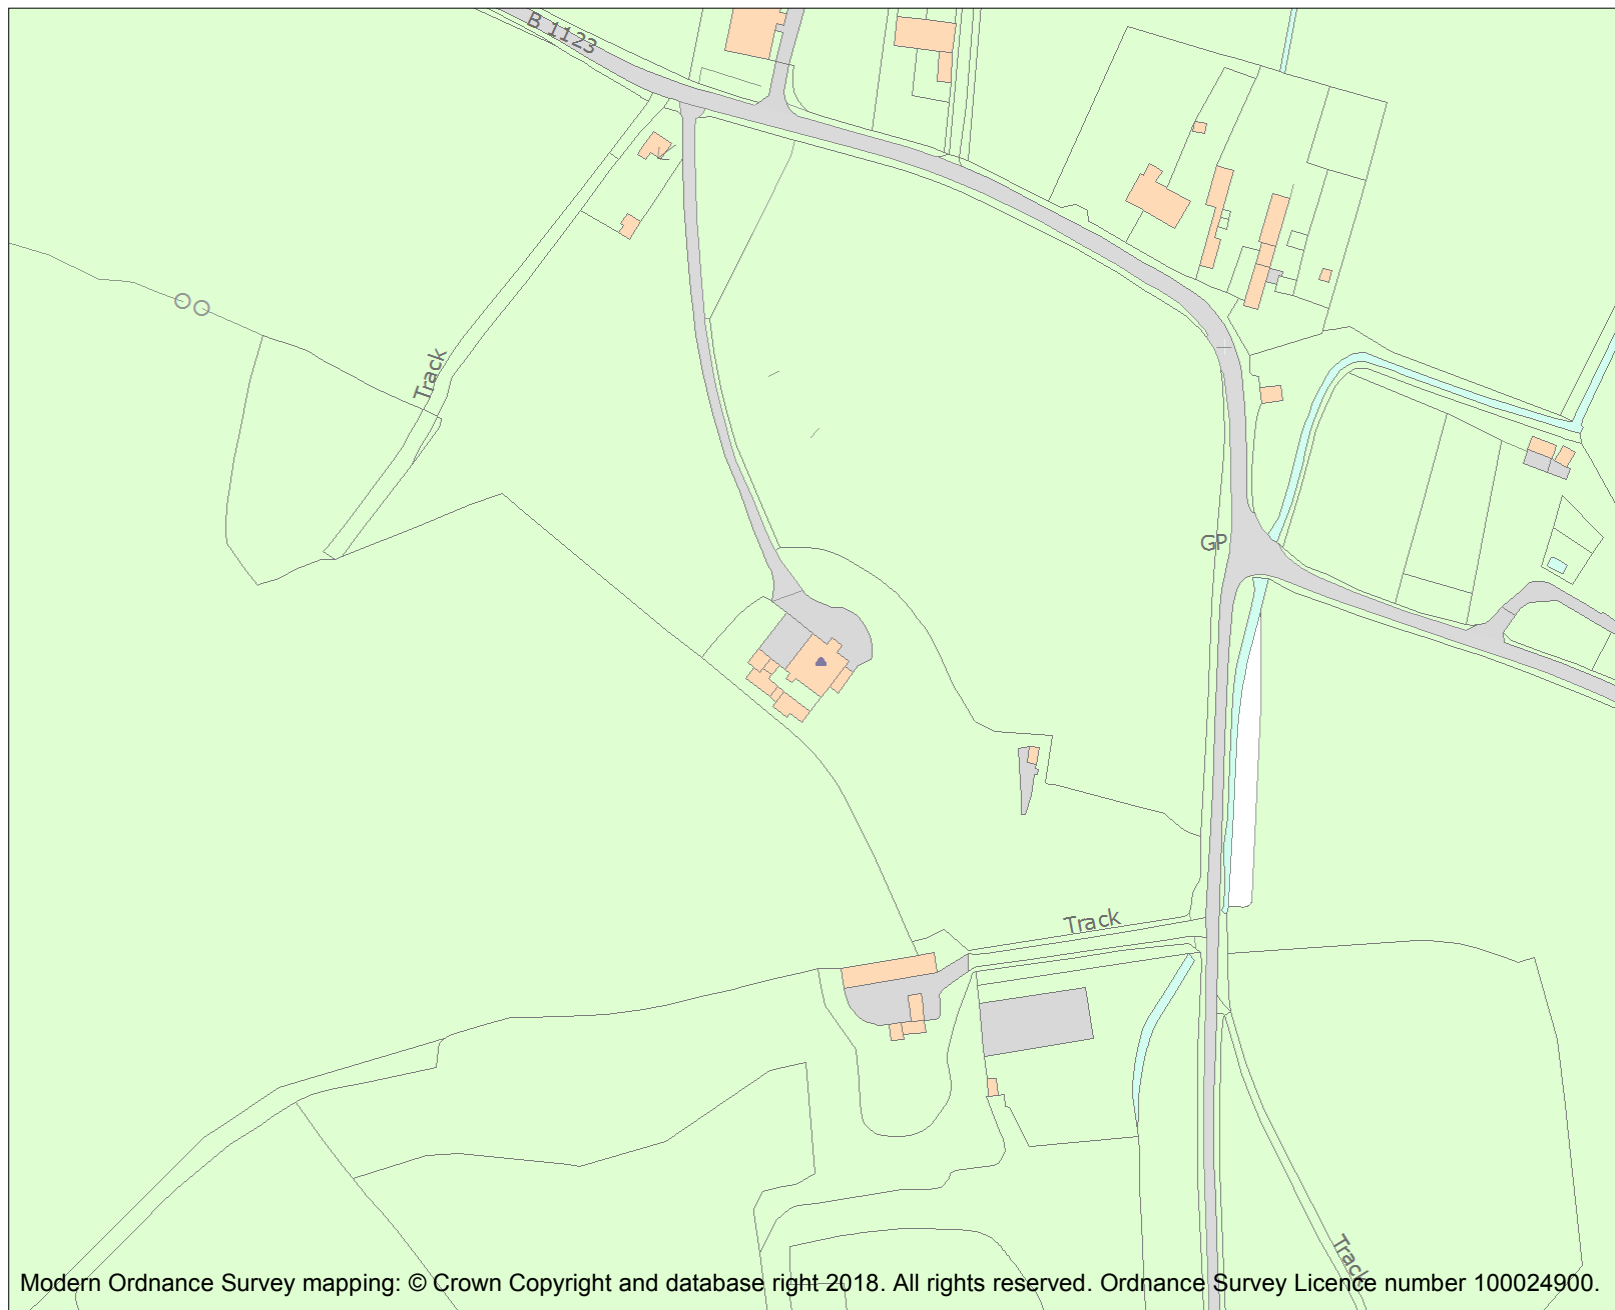 B 1123
Track
GP
Track
Track
Modern Ordnance Survey mapping: © Crown Copyright and database right 2018. All rights reserved. Ordnance Survey Licence number 100024900.